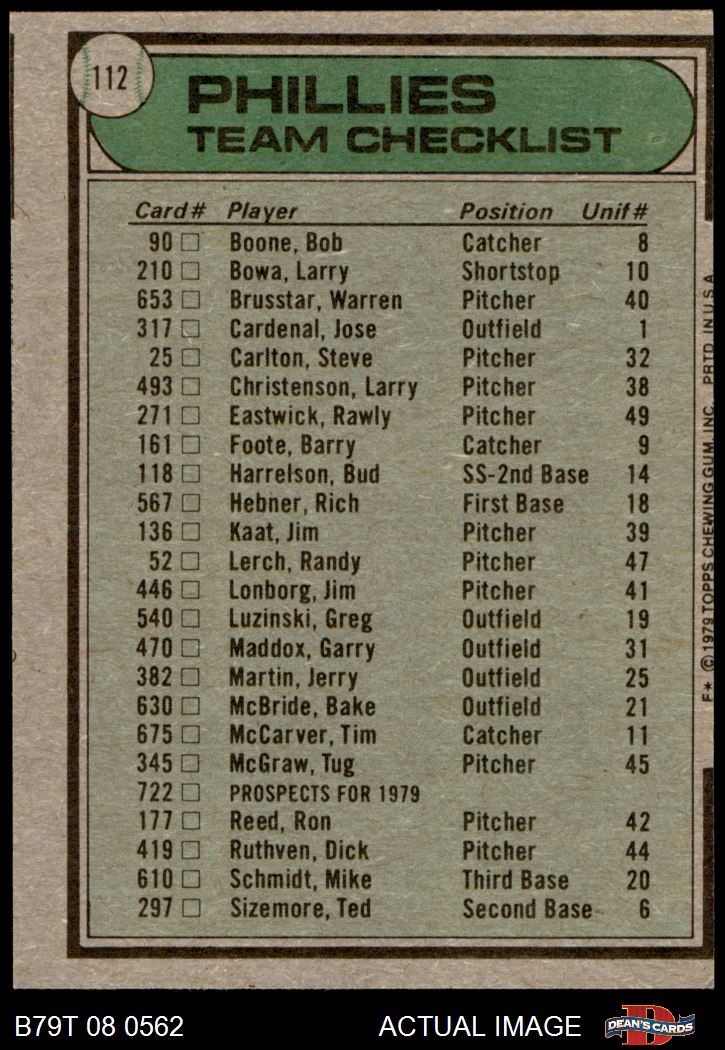 112
PHILLIES
TEAM CHECKLIST
Card # Player Position Unif #
90 Boone, Bob Catcher 8
210 Bowa, Larry Shortstop 10
653 Brusstar, Warren Pitcher 40
317 Cardenal, Jose Outfield 1
25 Carlton, Steve Pitcher 32
493 Christenson, Larry Pitcher 38
271 Eastwick, Rawly Pitcher 49
161 Foote, Barry Catcher 9
118 Harrelson, Bud SS-2nd Base 14
567 Hebner, Rich First Base 18
136 Kaat, Jim Pitcher 39
52 Lerch, Randy Pitcher 47
446 Lonborg, Jim Pitcher 41
540 Luzinski, Greg Outfield 19
470 Maddox, Garry Outfield 31
382 Martin, Jerry Outfield 25
630 McBride, Bake Outfield 21
675 McCarver, Tim Catcher 11
345 McGraw, Tug Pitcher 45
722 PROSPECTS FOR 1979
177 Reed, Ron Pitcher 42
419 Ruthven, Dick Pitcher 44
610 Schmidt, Mike Third Base 20
297 Sizemore, Ted Second Base 6
F* © 1979 TOPPS CHEWING GUM, INC. PRTD IN U.S.A.
B79T 08 0562 ACTUAL IMAGE
D
DEAN'S CARDS